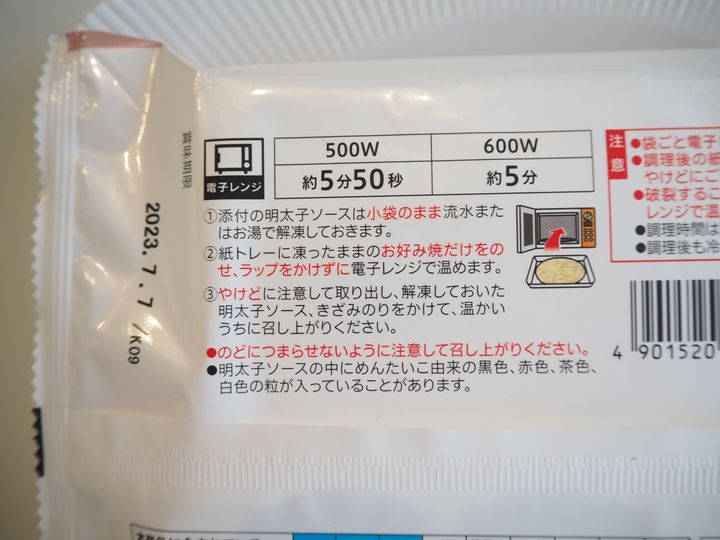 賞味期限
2023.7.7/K09
電子レンジ
500W 600W
約5分50秒 約5分
①添付の明太子ソースは小袋のまま流水また
はお湯で解凍しておきます。
②紙トレーに凍ったままのお好み焼だけをの
せ、ラップをかけずに電子レンジで温めます。
③やけどに注意して取り出し、解凍しておいた
明太子ソース、きざみのりをかけて、温かい
うちに召し上がりください。
●のどにつまらせないように注意して召し上がりください。
●明太子ソースの中にめんたいこ由来の黒色、赤色、茶色、
白色の粒が入っていることがあります。
注意
●袋ごと電子
●調理後の紙
やけどにご
●破裂するこ
レンジで温
●調理時間は
●調理後も冷
4 901520